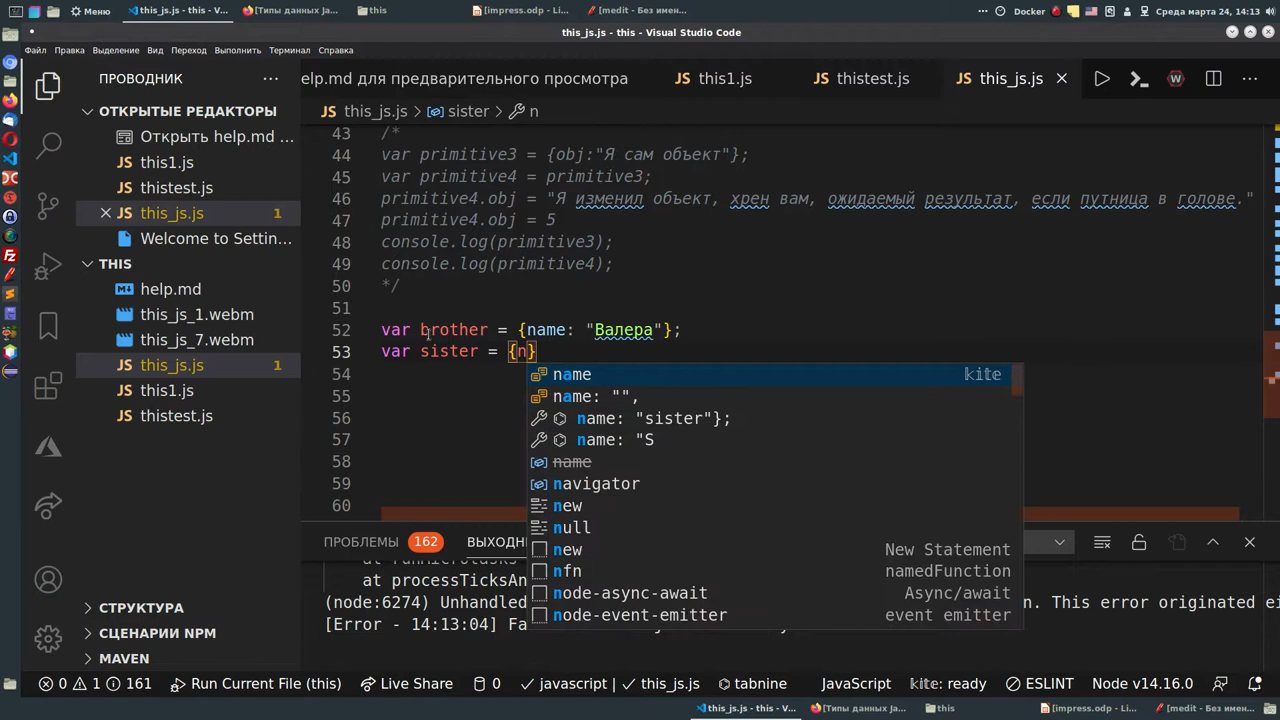 Меню
this_js.js - this - V...
[Типы данных Ja...
this
[impress.odp - Li...
[medit - Без имен...
Docker
Среда марта 24, 14:13
this_js.js - this - Visual Studio Code
Файл Правка Выделение Вид Переход Выполнить Терминал Справка
ПРОВОДНИК
elp.md для предварительного просмотра
JS this1.js
JS thistest.js
JS this_js.js
ОТКРЫТЫЕ РЕДАКТОРЫ
Открыть help.md ...
JS this1.js
JS thistest.js
JS this_js.js 1
Welcome to Settin...
THIS
help.md
this_js_1.webm
this_js_7.webm
JS this_js.js 1
JS this1.js
JS thistest.js
СТРУКТУРА
СЦЕНАРИИ NPM
MAVEN
JS this_js.js > sister > n
43 /*
44 var primitive3 = {obj:"Я сам объект"};
45 var primitive4 = primitive3;
46 primitive4.obj = "Я изменил объект, хрен вам, ожидаемый результат, если путница в голове."
47 primitive4.obj = 5
48 console.log(primitive3);
49 console.log(primitive4);
50 */
51
52 var brother = {name: "Валера"};
53 var sister = {n}
54
55
56
57
58
59
60
name kite
name: "",
name: "sister"};
name: "S
name
navigator
new
null
new New Statement
nfn namedFunction
node-async-await Async/await
node-event-emitter event emitter
ПРОБЛЕМЫ 162 ВЫХОДН
at processTicksAn
(node:6274) Unhandled
n. This error originated ei
[Error - 14:13:04] Fa
0 1 161 Run Current File (this) Live Share 0 javascript | this_js.js tabnine JavaScript kite: ready ESLINT Node v14.16.0
this_js.js - this - V...
[Типы данных Ja...
this
[impress.odp - Li...
[medit - Без имен...